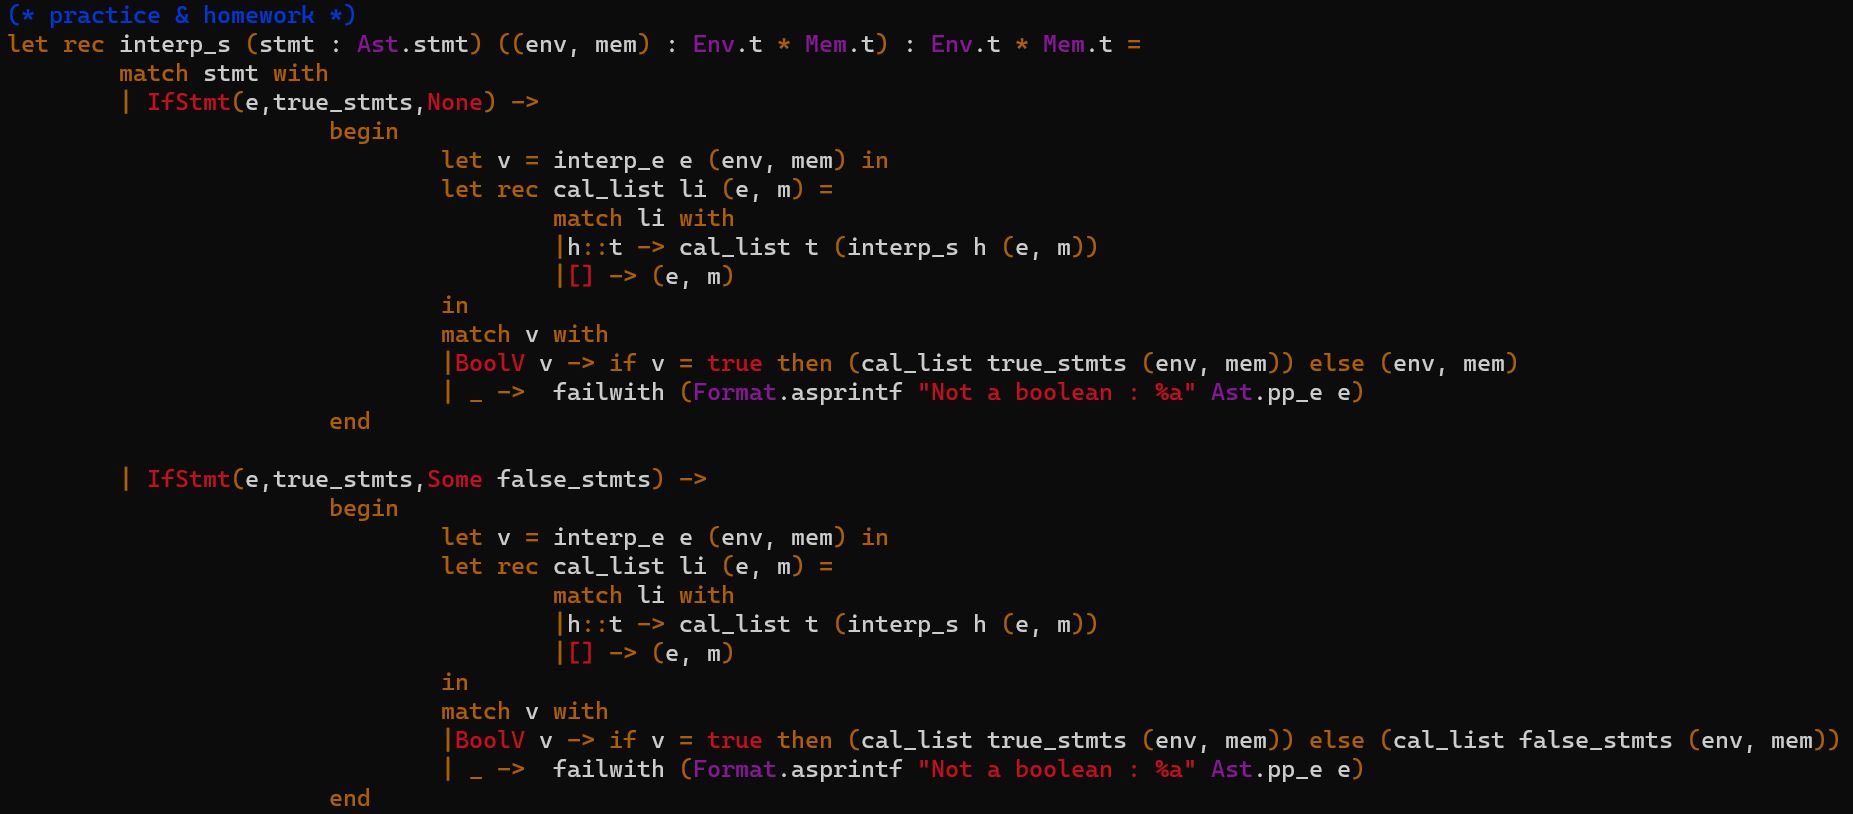 (* practice & homework *)
let rec interp_s (stmt : Ast.stmt) ((env, mem) : Env.t * Mem.t) : Env.t * Mem.t =
        match stmt with
        | IfStmt(e,true_stmts,None) ->
                       begin
                               let v = interp_e e (env, mem) in
                               let rec cal_list li (e, m) =
                                       match li with
                                       |h::t -> cal_list t (interp_s h (e, m))
                                       |[] -> (e, m)
                               in
                               match v with
                               |BoolV v -> if v = true then (cal_list true_stmts (env, mem)) else (env, mem)
                               | _ ->  failwith (Format.asprintf "Not a boolean : %a" Ast.pp_e e)
                       end
        | IfStmt(e,true_stmts,Some false_stmts) ->
                       begin
                               let v = interp_e e (env, mem) in
                               let rec cal_list li (e, m) =
                                       match li with
                                       |h::t -> cal_list t (interp_s h (e, m))
                                       |[] -> (e, m)
                               in
                               match v with
                               |BoolV v -> if v = true then (cal_list true_stmts (env, mem)) else (cal_list false_stmts (env, mem))
                               | _ ->  failwith (Format.asprintf "Not a boolean : %a" Ast.pp_e e)
                       end